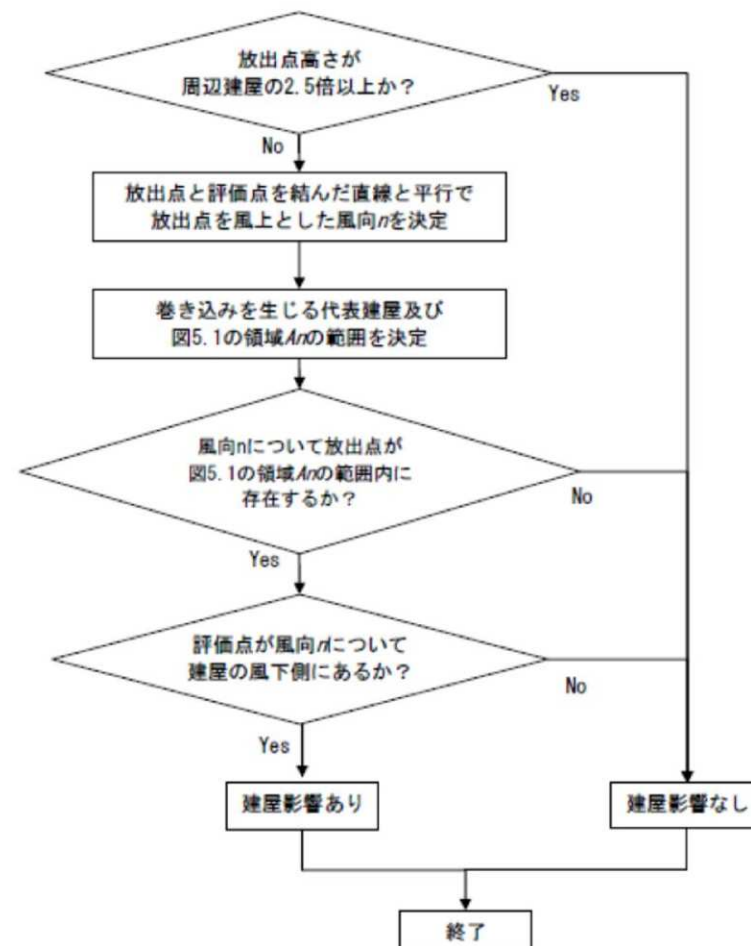 放出点高さが
周辺建屋の2.5倍以上か？
Yes
No
放出点と評価点を結んだ直線と平行で
放出点を風上とした風向nを決定
巻き込みを生じる代表建屋及び
図5.1の領域Anの範囲を決定
風向nについて放出点が
図5.1の領域Anの範囲内に
存在するか？
No
Yes
評価点が風向nについて
建屋の風下側にあるか？
No
Yes
建屋影響あり
建屋影響なし
終了